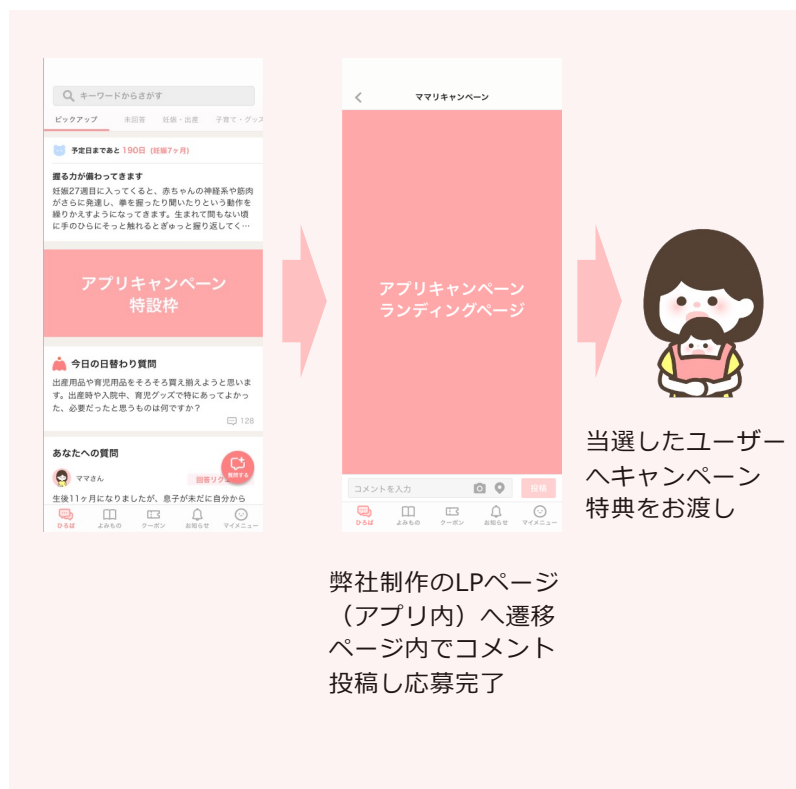 キーワードからさがす
ピックアップ 未回答 妊娠・出産 子育て・グッズ
予定日まであと 190日 (妊娠7ヶ月)
握る力が備わってきます
妊娠27週目に入ってくると、赤ちゃんの神経系や筋肉
がさらに発達し、拳を握ったり開いたりという動作を
繰りかえすようになってきます。生まれて間もない頃
に手のひらにそっと触れるとぎゅっと握り返してく…
アプリキャンペーン
特設枠
今日の日替わり質問
出産用品や育児用品をそろそろ買え揃えようと思いま
す。出産時や入院中、育児グッズで特にあってよかっ
た、必要だったと思うものは何ですか？
128
あなたへの質問
ママさん
回答リク
質問する
生後11ヶ月になりましたが、息子が未だに自分から
ひろば よみもの クーポン お知らせ マイメニュー
ママリキャンペーン
アプリキャンペーン
ランディングページ
コメントを入力
投稿
ひろば よみもの クーポン お知らせ マイメニュー
弊社制作のLPページ
（アプリ内）へ遷移
ページ内でコメント
投稿し応募完了
当選したユーザー
へキャンペーン
特典をお渡し